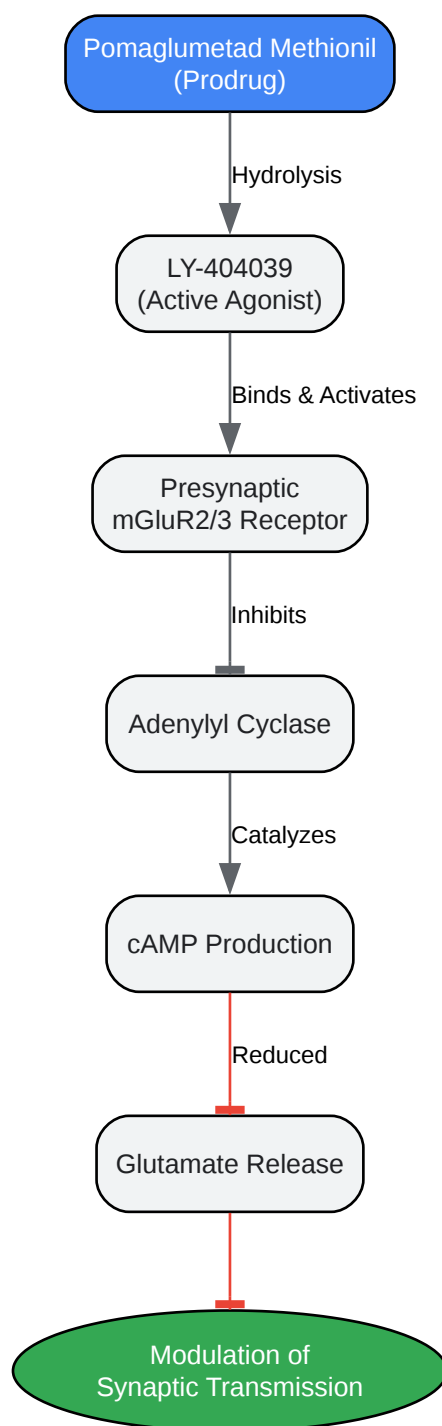 Pomaglumetad Methionil
(Prodrug)
Hydrolysis
LY-404039
(Active Agonist)
Binds & Activates
Presynaptic
mGluR2/3 Receptor
Inhibits
Adenylyl Cyclase
Catalyzes
cAMP Production
Reduced
Glutamate Release
Modulation of
Synaptic Transmission